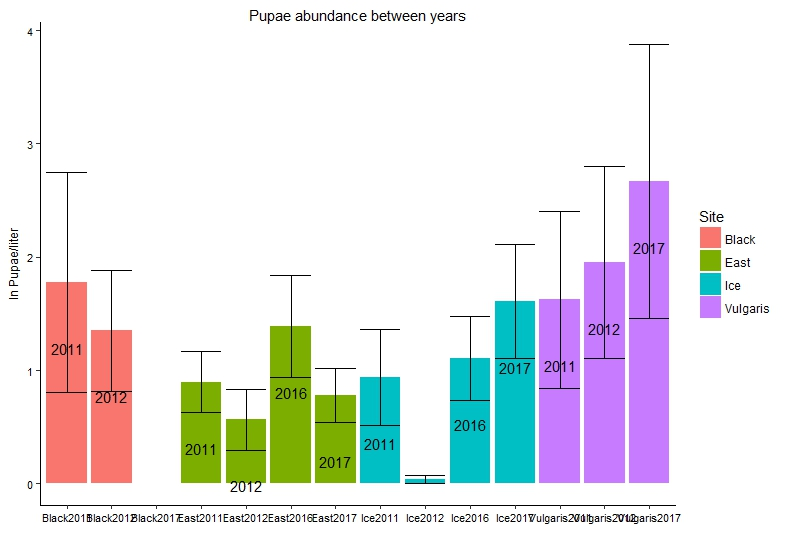 Pupae abundance between years
4
3
2
1
0
ln Pupae/liter
2011
2012
2011
2012
2016
2017
2011
2016
2017
2011
2012
2017
Black2011 Black2012 Black2017 East2011 East2012 East2016 East2017 Ice2011 Ice2012 Ice2016 Ice2017 Vulgaris2011 Vulgaris2012 Vulgaris2017
Site
Black
East
Ice
Vulgaris